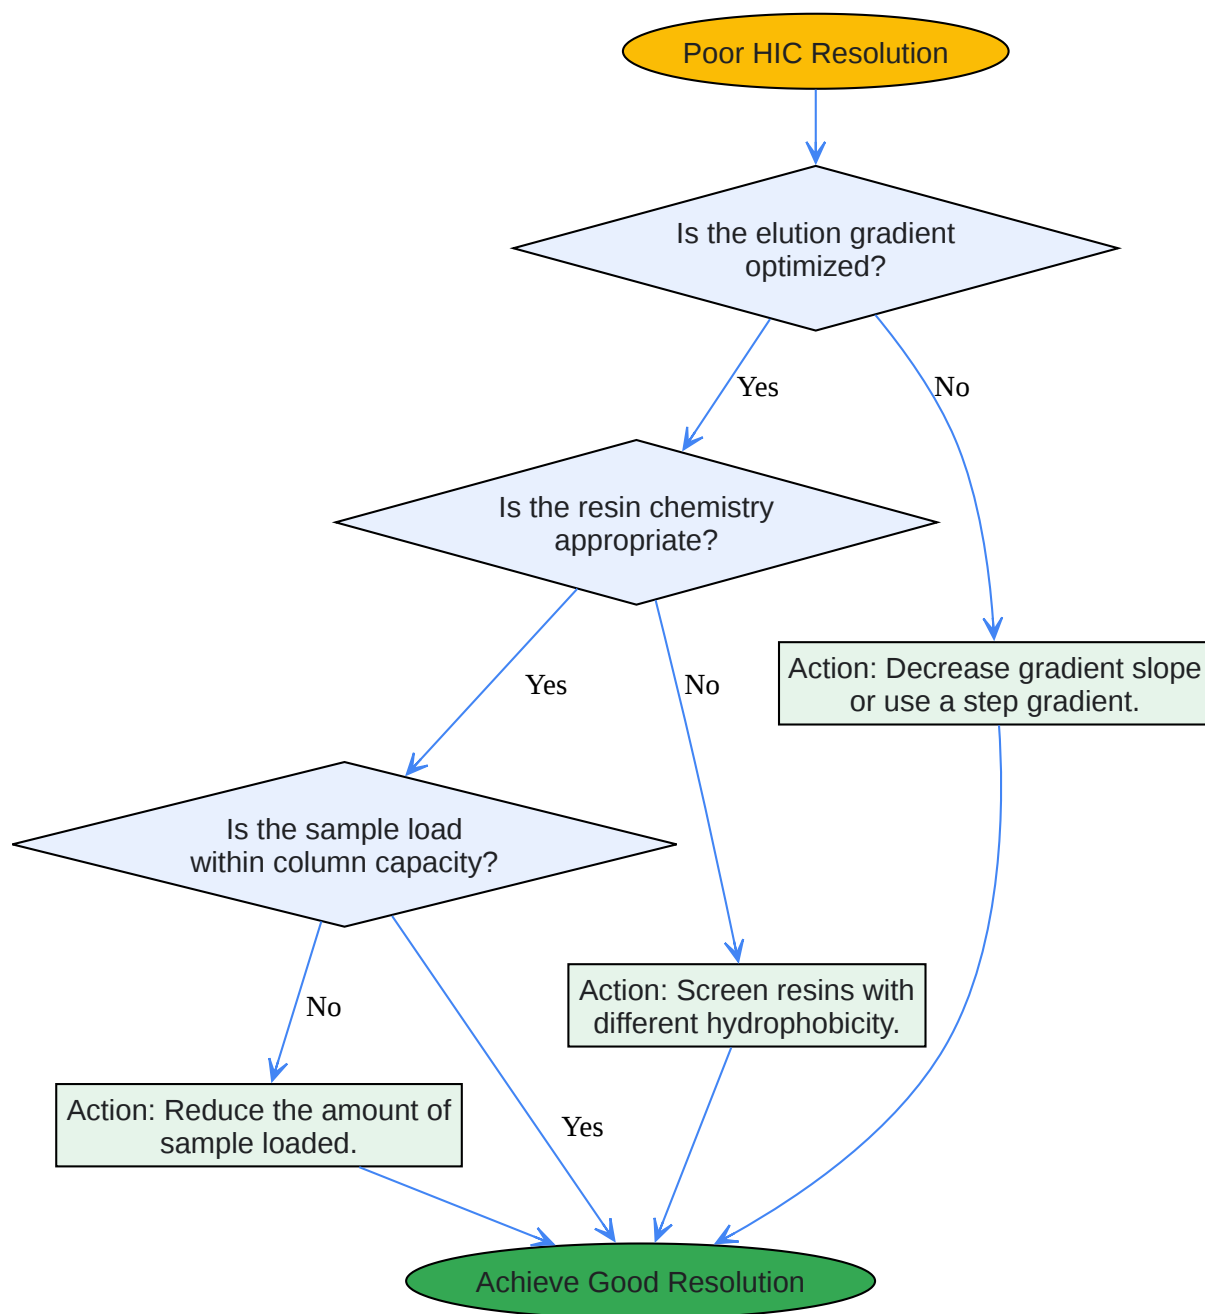 Poor HIC Resolution
Is the elution gradient
optimized?
Yes
No
Is the resin chemistry
appropriate?
Yes
No
Action: Decrease gradient slope
or use a step gradient.
Is the sample load
within column capacity?
No
Action: Screen resins with
different hydrophobicity.
Action: Reduce the amount of
sample loaded.
Yes
Achieve Good Resolution